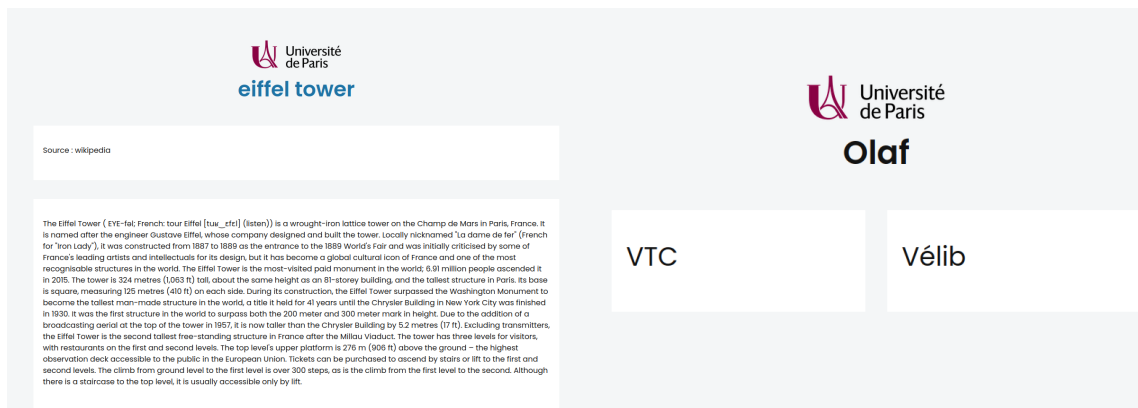 Université
de Paris
eiffel tower
Source : wikipedia
The Eiffel Tower ( EYE-fəl; French: tour Eiffel [tuʁ‿ɛfɛl] (listen)) is a wrought-iron lattice tower on the Champ de Mars in Paris, France. It
is named after the engineer Gustave Eiffel, whose company designed and built the tower. Locally nicknamed "La dame de fer" (French
for "Iron Lady"), it was constructed from 1887 to 1889 as the entrance to the 1889 World's Fair and was initially criticised by some of
France's leading artists and intellectuals for its design, but it has become a global cultural icon of France and one of the most
recognisable structures in the world. The Eiffel Tower is the most-visited paid monument in the world; 6.91 million people ascended it
in 2015. The tower is 324 metres (1,063 ft) tall, about the same height as an 81-storey building, and the tallest structure in Paris. Its base
is square, measuring 125 metres (410 ft) on each side. During its construction, the Eiffel Tower surpassed the Washington Monument to
become the tallest man-made structure in the world, a title it held for 41 years until the Chrysler Building in New York City was finished
in 1930. It was the first structure in the world to surpass both the 200 meter and 300 meter mark in height. Due to the addition of a
broadcasting aerial at the top of the tower in 1957, it is now taller than the Chrysler Building by 5.2 metres (17 ft). Excluding transmitters,
the Eiffel Tower is the second tallest free-standing structure in France after the Millau Viaduct. The tower has three levels for visitors,
with restaurants on the first and second levels. The top level's upper platform is 276 m (906 ft) above the ground – the highest
observation deck accessible to the public in the European Union. Tickets can be purchased to ascend by stairs or lift to the first and
second levels. The climb from ground level to the first level is over 300 steps, as is the climb from the first level to the second. Although
there is a staircase to the top level, it is usually accessible only by lift.
Université
de Paris
Olaf
VTC
Vélib